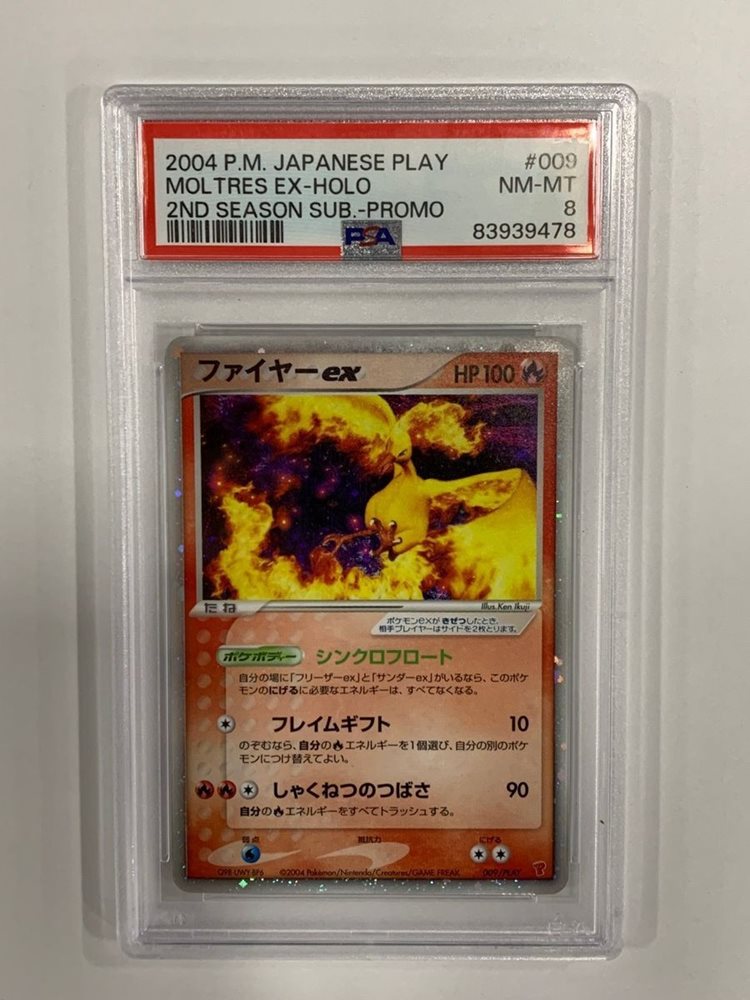 2004 P.M. JAPANESE PLAY #009
MOLTRES EX-HOLO NM-MT
2ND SEASON SUB.-PROMO 8
PSA 83939478
ファイヤーex HP100
たね Illus.Ken Ikuji
ポケモンexが きぜつしたとき、
相手プレイヤーはサイドを2枚とります。
ポケボディー シンクロフロート
自分の場に「フリーザーex」と「サンダーex」がいるなら、このポケ
モンのにげるに必要なエネルギーは、すべてなくなる。
フレイムギフト 10
のぞむなら、自分の エネルギーを1個選び、自分の別のポケ
モンにつけ替えてよい。
しゃくねつのつばさ 90
自分の エネルギーをすべてトラッシュする。
弱点 抵抗力 にげる
©2004 Pokémon/Nintendo/Creatures/GAME FREAK 009/PLAY